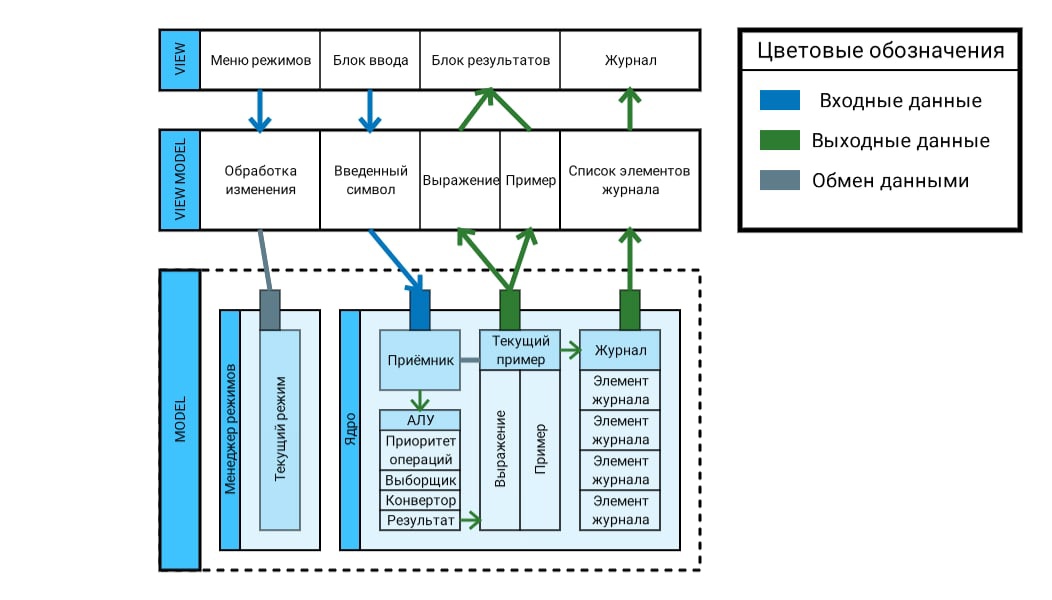 VIEW
Меню режимов
Блок ввода
Блок результатов
Журнал
Цветовые обозначения
Входные данные
Выходные данные
Обмен данными
VIEW MODEL
Обработка
изменения
Введенный
символ
Выражение
Пример
Список элементов
журнала
MODEL
Менеджер режимов
Текущий режим
Ядро
Приёмник
АЛУ
Приоритет
операций
Выборщик
Конвертор
Результат
Текущий
пример
Выражение
Пример
Журнал
Элемент
журнала
Элемент
журнала
Элемент
журнала
Элемент
журнала